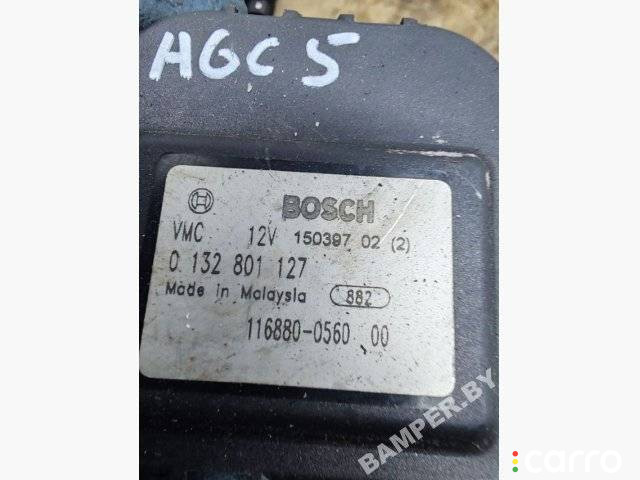 AGC 5
BOSCH
VMC 12V 150397 02 (2)
0 132 801 127
Made in Malaysia 882
116880-0560 00
BAMPER.BY
carro